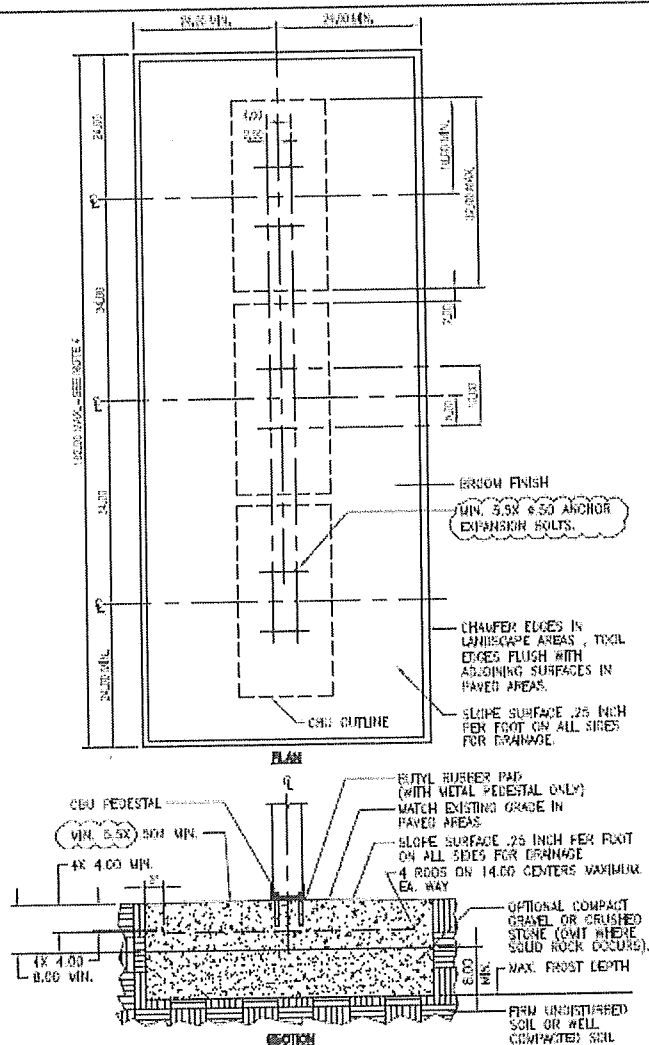 24.00
24.00
SEE NOTE 4
BROOM FINISH
MIN. 5.5X
ANCHOR
EXPANSION BOLTS.
CHAMFER EDGES IN
LANDSCAPE AREAS , TOOL
EDGES FLUSH WITH
ADJOINING SURFACES IN
PAVED AREAS.
CBU OUTLINE
SLOPE SURFACE .25 INCH
PER FOOT ON ALL SIDES
FOR DRAINAGE.
PLAN
CBU PEDESTAL
BUTYL RUBBER PAD
(WITH METAL PEDESTAL ONLY)
MATCH EXISTING GRADE IN
PAVED AREAS
MIN. 5.5X
MIN.
SLOPE SURFACE .25 INCH PER FOOT
ON ALL SIDES FOR DRAINAGE
4X 4.00 MIN.
4 RODS ON 14.00 CENTERS MAXIMUM
EA. WAY
OPTIONAL COMPACT
GRAVEL OR CRUSHED
STONE (OMIT WHERE
SOLID ROCK OCCURS).
4X 4.00
8.00 MIN.
MIN.
MAX. FROST DEPTH
FIRM UNDISTURBED
SOIL OR WELL
COMPACTED SOIL
SECTION